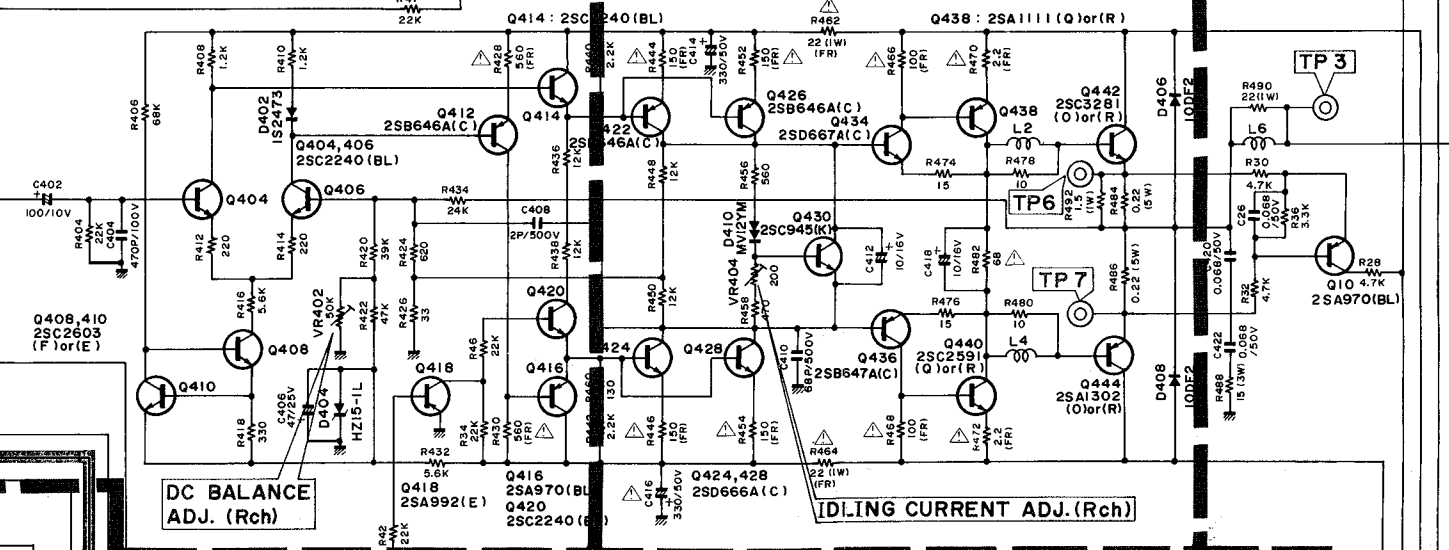 22K
Q414: 2SC2240(BL)
R462
22(1W)
(FR)
Q438: 2SA1111(Q)or(R)
R408
1.2K
R410
1.2K
R428
560
(FR)
2.2K
R444
150
(FR)
C414
330/50V
R452
150
(FR)
R466
100
(FR)
R470
2.2
(FR)
TP 3
R406
68K
D402
1S2473
Q412
2SB646A(C)
Q414
Q426
2SB646A(C)
Q434
2SD667A(C)
Q438
Q442
2SC3281
(O)or(R)
D406
10DF2
R490
22(1W)
L6
Q404,406
2SC2240(BL)
R436
12K
R448
12K
R456
560
L2
R474
15
R478
10
C402
100/10V
Q404
Q406
R434
24K
C408
2P/500V
TP6
R492
1.5
(1W)
R484
0.22
(5W)
R30
4.7K
R404
22K
C404
470P/100V
R412
220
R414
220
R420
39K
R424
620
R438
12K
D410
MV12YM
Q430
2SC945(K)
C412
10/16V
C418
10/16V
R482
68
C26
0.068
/50V
R36
3.3K
R416
5.6K
VR402
50K
R422
47K
R426
33
R450
12K
VR404
200
R458
470
TP 7
R486
0.22 (5W)
0.068/50V
R32
4.7K
R28
4.7K
Q10
2SA970(BL)
Q408,410
2SC2603
(F)or(E)
Q408
Q420
R46
22K
Q428
C410
68P/500V
R476
15
R480
10
Q436
2SB647A(C)
Q440
2SC2591
(Q)or(R)
L4
C422
0.068
/50V
Q410
Q418
Q416
Q444
2SA1302
(O)or(R)
D408
10DF2
R488
15 (3W)
C406
47/25V
D404
HZ15-1L
R34
22K
R430
560
(FR)
130
2.2K
R446
150
(FR)
R454
150
(FR)
R464
22 (1W)
(FR)
R468
100
(FR)
R472
2.2
(FR)
R418
330
R432
5.6K
Q418
2SA992(E)
Q416
2SA970(BL)
Q420
2SC2240
C416
330/50V
Q424,428
2SD666A(C)
R42
22K
DC BALANCE
ADJ. (Rch)
IDLING CURRENT ADJ.(Rch)